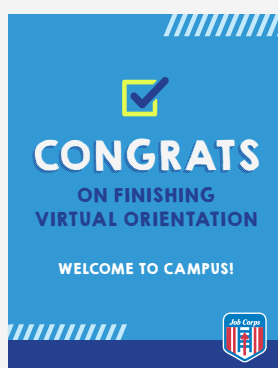 CONGRATS
ON FINISHING
VIRTUAL ORIENTATION
WELCOME TO CAMPUS!
Job Corps